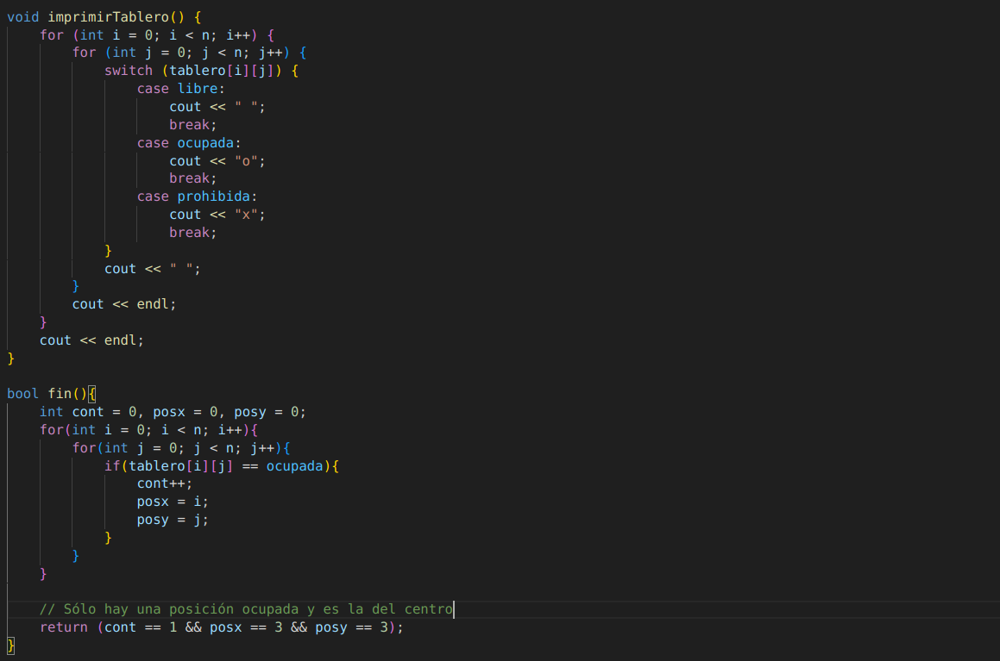 void imprimirTablero() {
    for (int i = 0; i < n; i++) {
        for (int j = 0; j < n; j++) {
            switch (tablero[i][j]) {
                case libre:
                    cout << " ";
                    break;
                case ocupada:
                    cout << "o";
                    break;
                case prohibida:
                    cout << "x";
                    break;
            }
            cout << " ";
        }
        cout << endl;
    }
    cout << endl;
}

bool fin(){
    int cont = 0, posx = 0, posy = 0;
    for(int i = 0; i < n; i++){
        for(int j = 0; j < n; j++){
            if(tablero[i][j] == ocupada){
                cont++;
                posx = i;
                posy = j;
            }
        }
    }

    // Sólo hay una posición ocupada y es la del centro
    return (cont == 1 && posx == 3 && posy == 3);
}